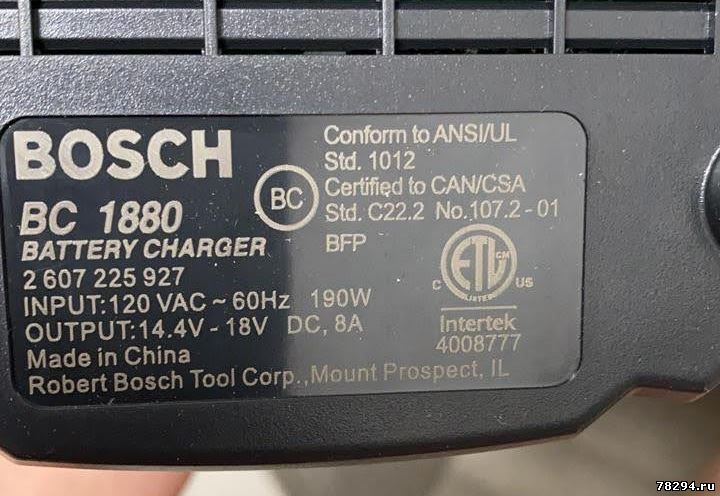 BOSCH
BC 1880
BATTERY CHARGER
2 607 225 927
INPUT:120 VAC ~ 60Hz 190W
OUTPUT:14.4V - 18V DC, 8A
Made in China
Robert Bosch Tool Corp., Mount Prospect, IL
BC
Conform to ANSI/UL
Std. 1012
Certified to CAN/CSA
Std. C22.2 No.107.2 - 01
BFP
ETL CM
LISTED
C US
Intertek
4008777
78294.ru